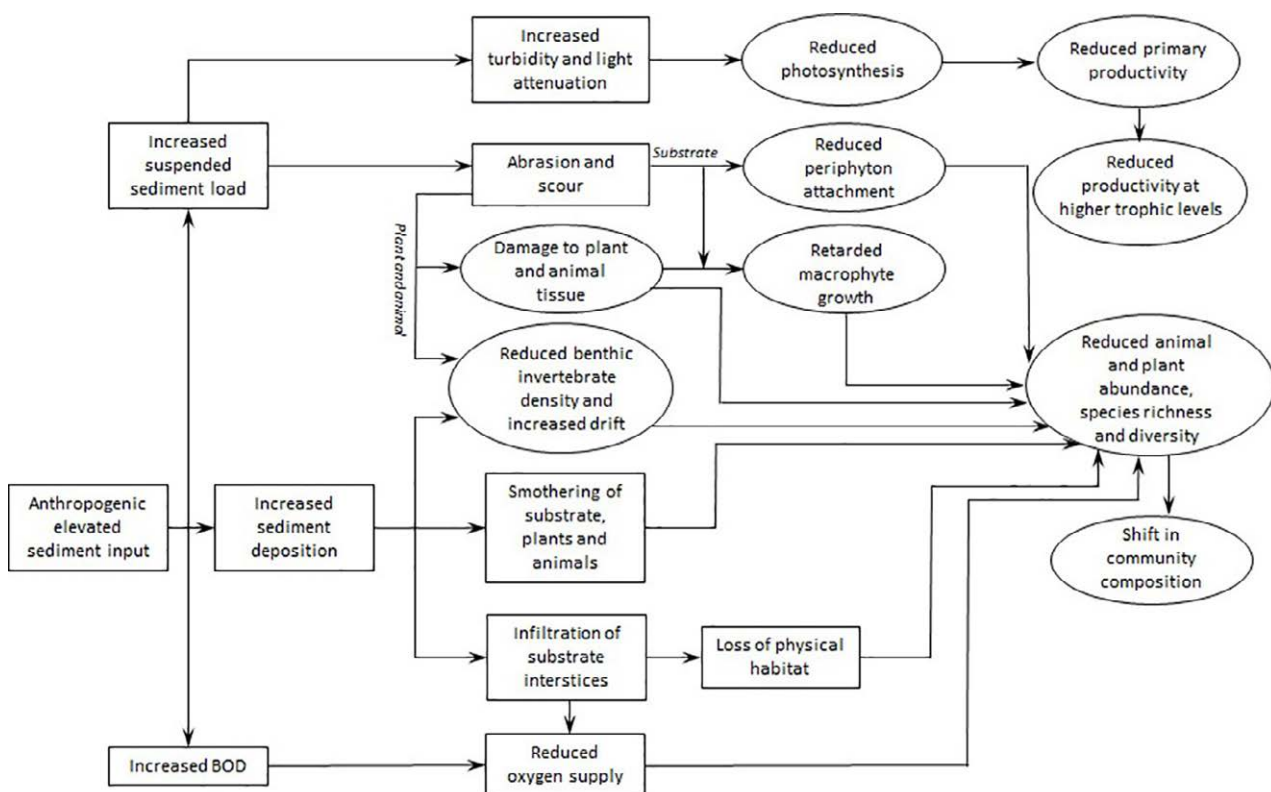 Increased
turbidity and light
attenuation
Reduced
photosynthesis
Reduced primary
productivity
Increased
suspended
sediment load
Abrasion and
scour
Substrate
Reduced
periphyton
attachment
Reduced
productivity at
higher trophic levels
Plant and animal
Damage to plant
and animal
tissue
Retarded
macrophyte
growth
Reduced benthic
invertebrate
density and
increased drift
Reduced animal
and plant
abundance,
species richness
and diversity
Anthropogenic
elevated
sediment input
Increased
sediment
deposition
Smothering of
substrate,
plants and
animals
Shift in
community
composition
Infiltration of
substrate
interstices
Loss of physical
habitat
Increased BOD
Reduced
oxygen supply